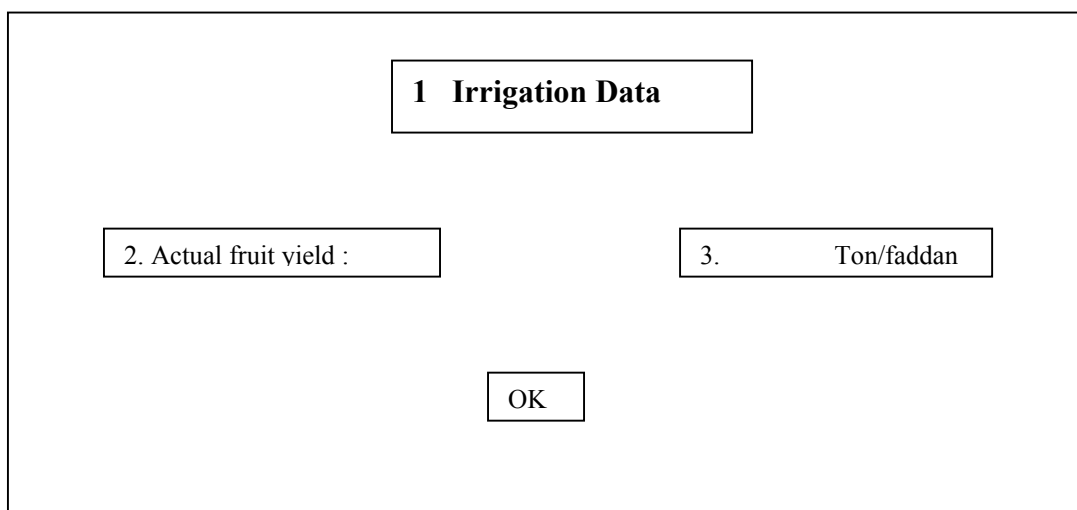 1 Irrigation Data
2. Actual fruit yield :
3. Ton/faddan
OK